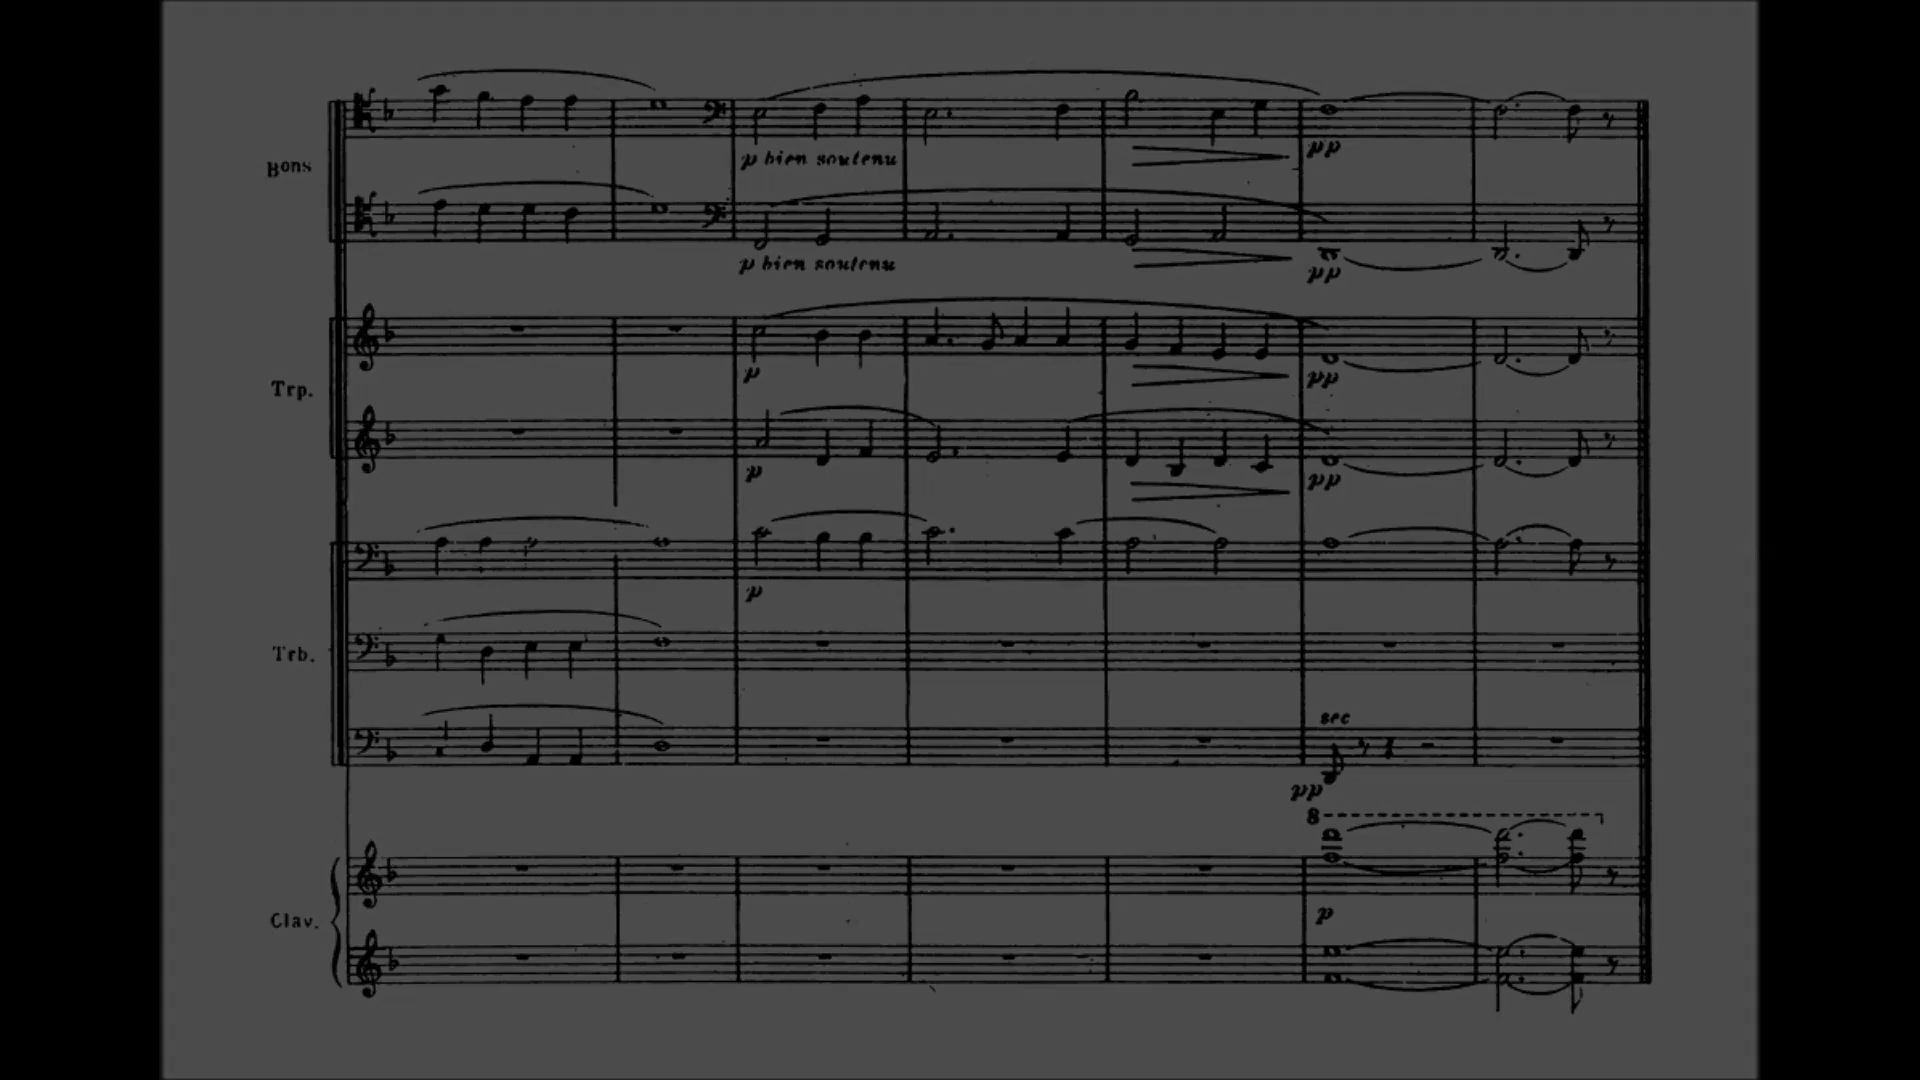 Bons
p bien soutenu
pp
p bien soutenu
pp
Trp.
p
pp
p
pp
p
Trb.
sec
pp
8
Clav.
p